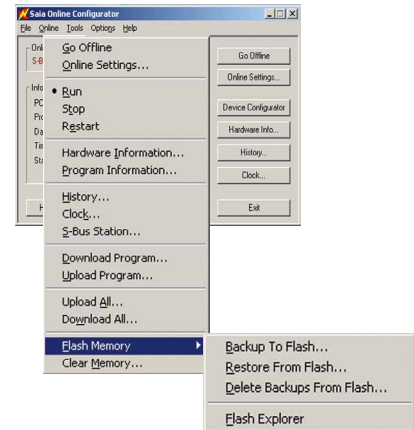 Saia Online Configurator
File Online Tools Options Help
Go Offline
Online Settings...
Run
Stop
Restart
Hardware Information...
Program Information...
History...
Clock...
S-Bus Station...
Download Program...
Upload Program...
Upload All...
Download All...
Flash Memory
Clear Memory...
Backup To Flash...
Restore From Flash...
Delete Backups From Flash...
Flash Explorer
Go Offline
Online Settings...
Device Configurator
Hardware Info...
History...
Clock...
Exit